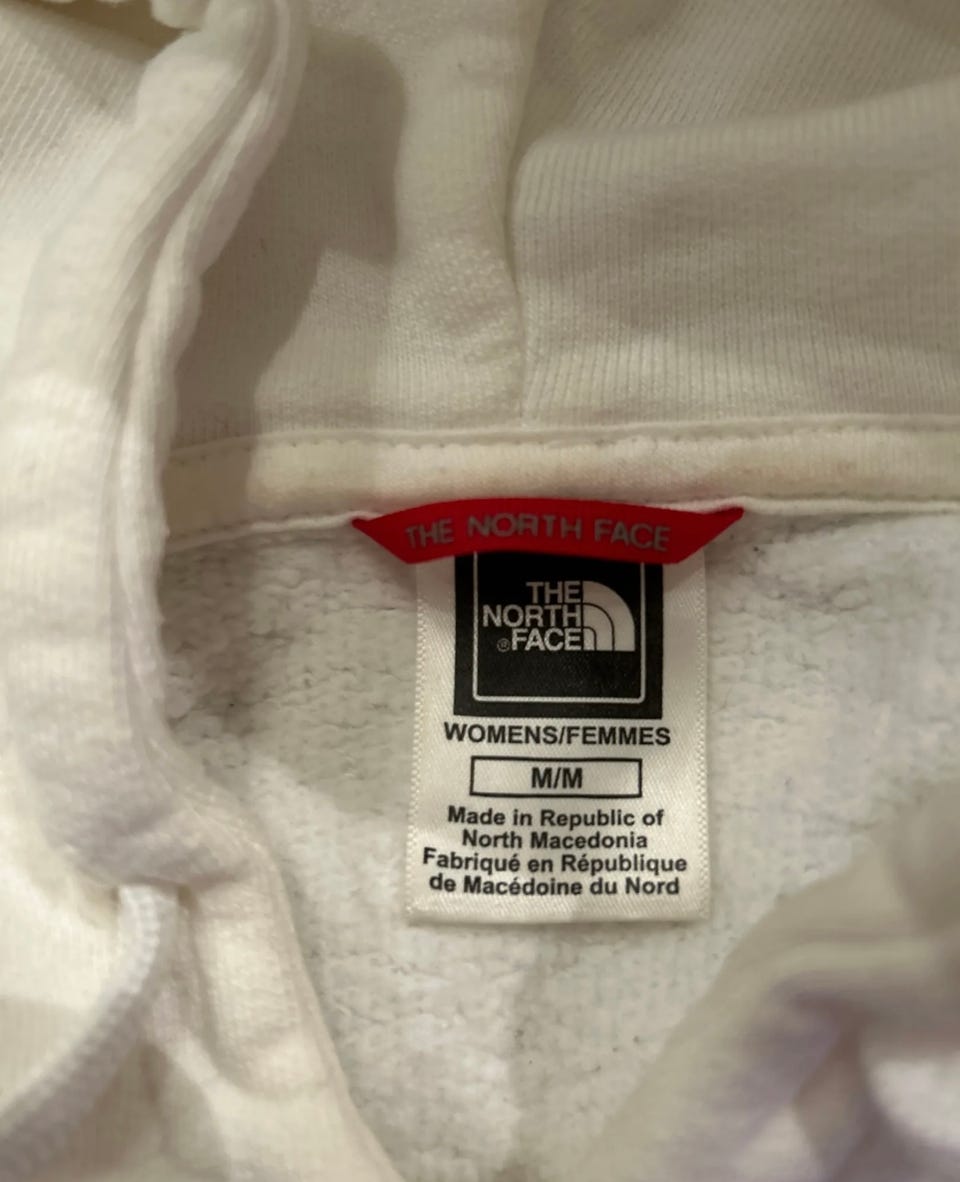 THE NORTH FACE
THE
NORTH
®FACE
WOMENS/FEMMES
M/M
Made in Republic of
North Macedonia
Fabriqué en République
de Macédoine du Nord